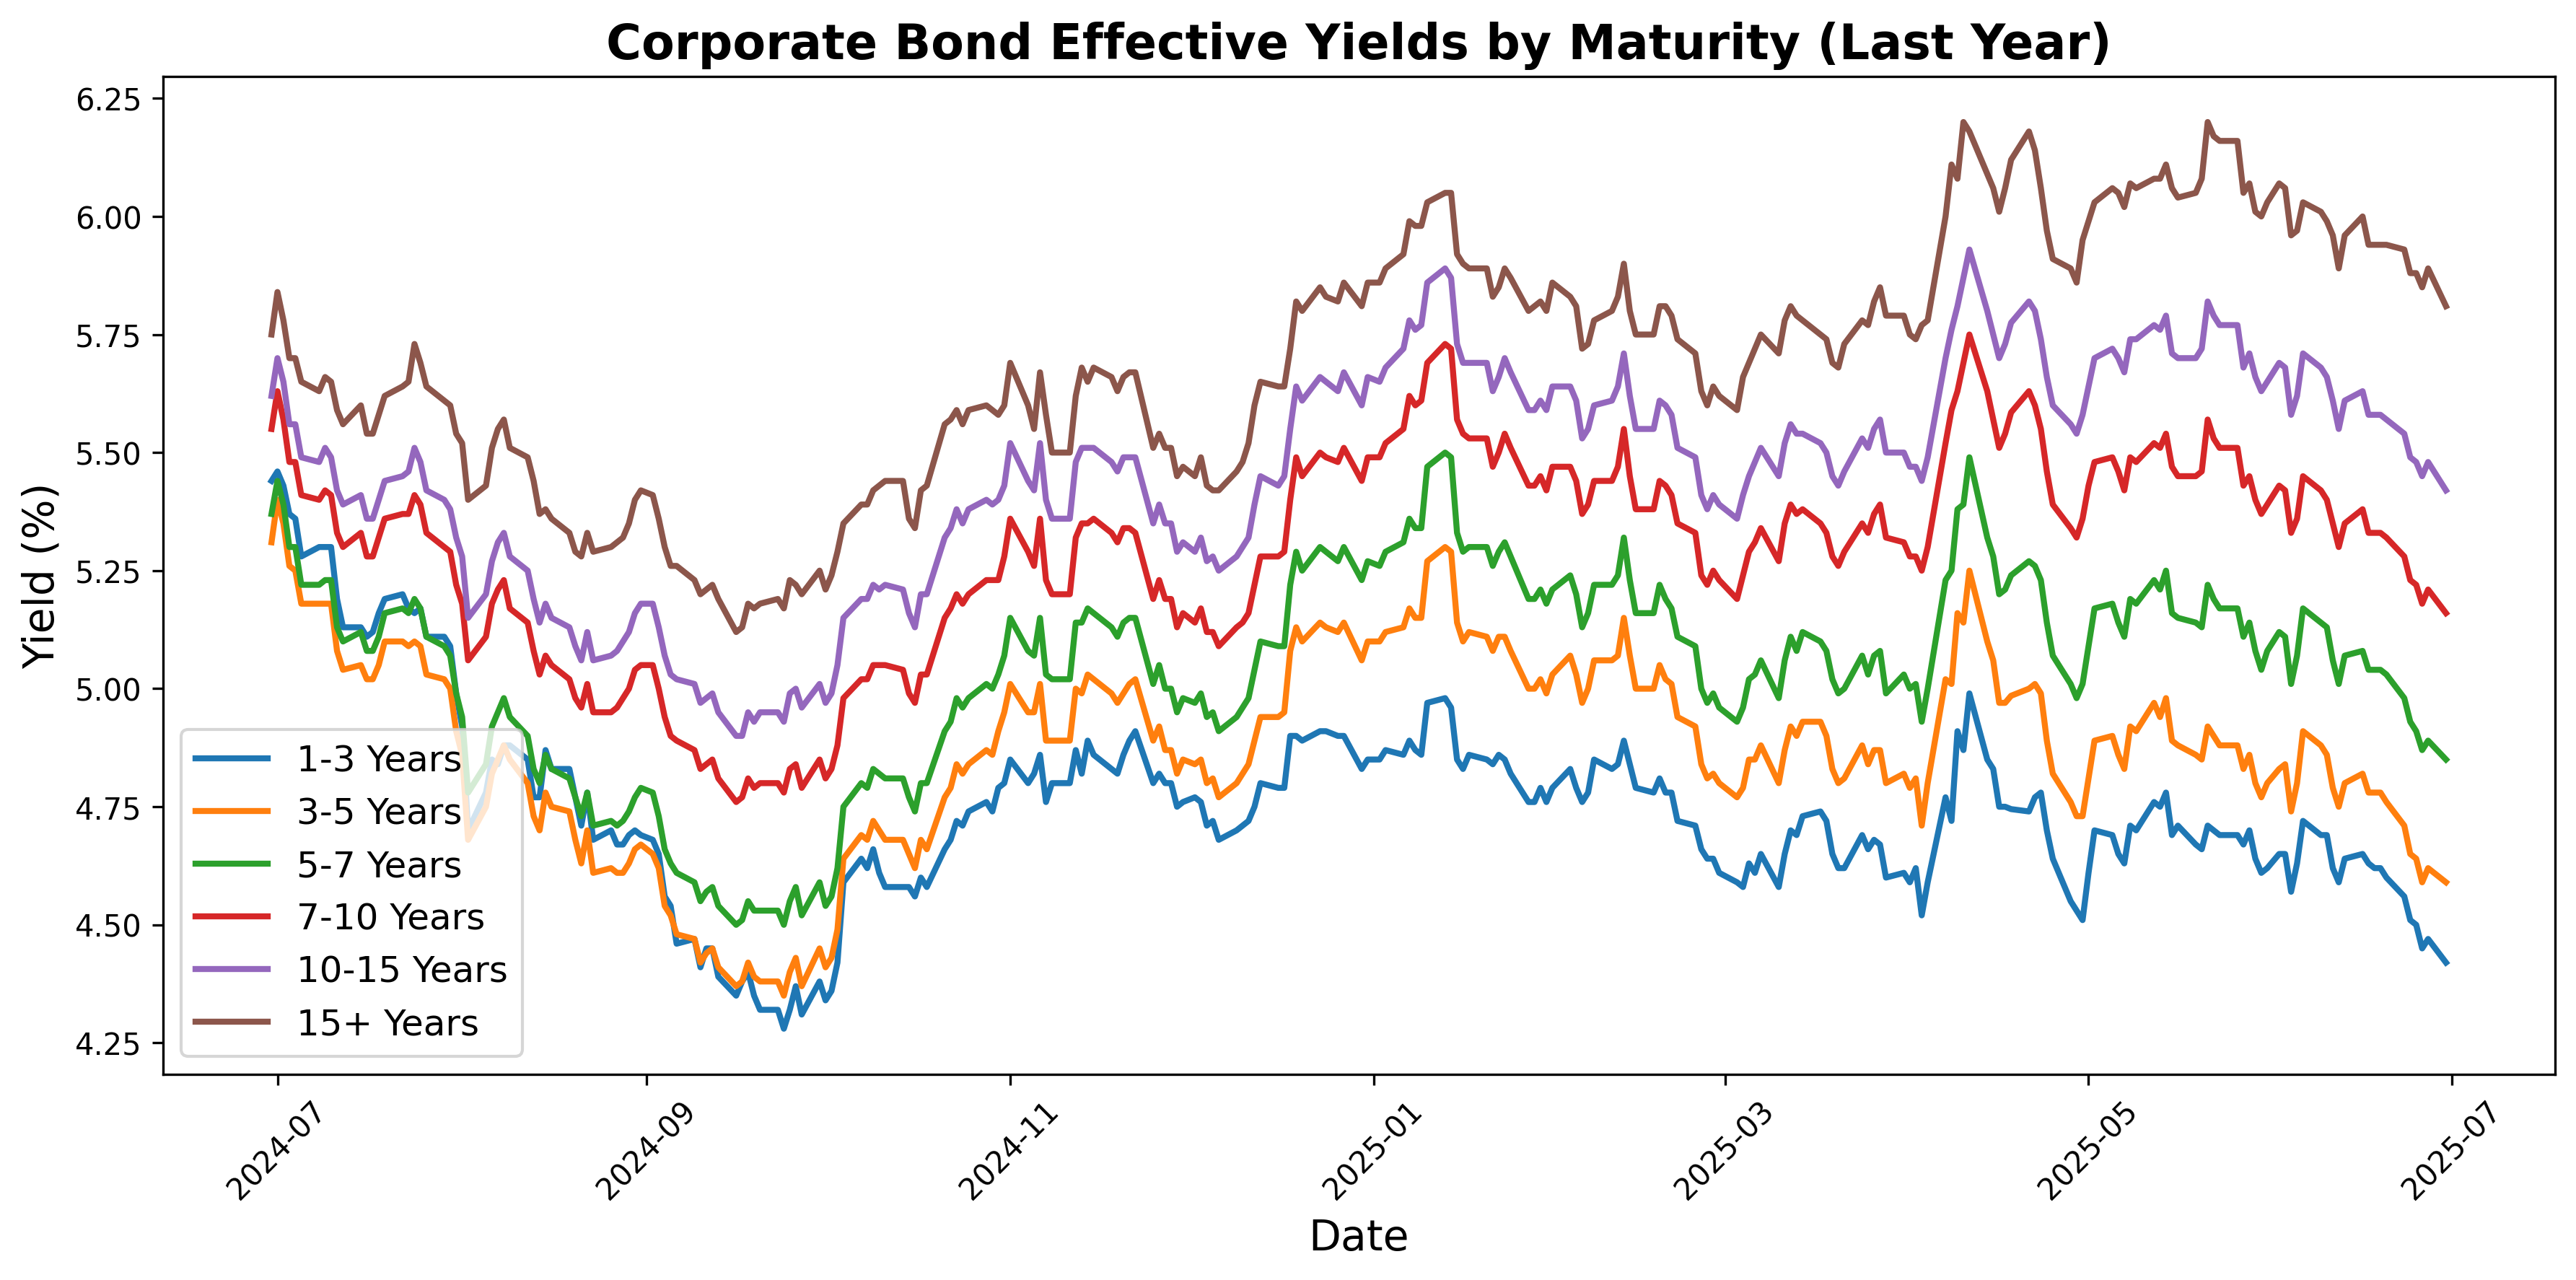 Corporate Bond Effective Yields by Maturity (Last Year)
6.25
6.00
5.75
5.50
5.25
5.00
4.75
4.50
4.25
Yield (%)
1-3 Years
3-5 Years
5-7 Years
7-10 Years
10-15 Years
15+ Years
2024-07
2024-09
2024-11
2025-01
2025-03
2025-05
2025-07
Date